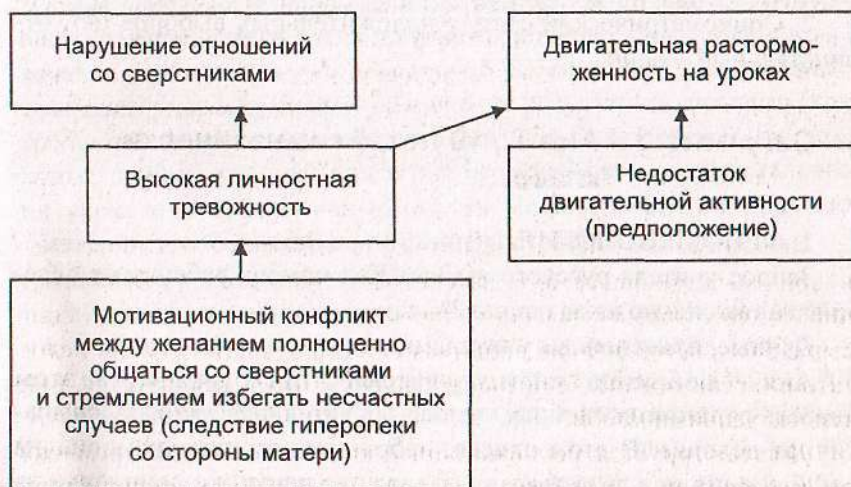 Нарушение отношений
со сверстниками
Двигательная растормо-
женность на уроках
Высокая личностная
тревожность
Недостаток
двигательной активности
(предположение)
Мотивационный конфликт
между желанием полноценно
общаться со сверстниками
и стремлением избегать несчастных
случаев (следствие гиперопеки
со стороны матери)